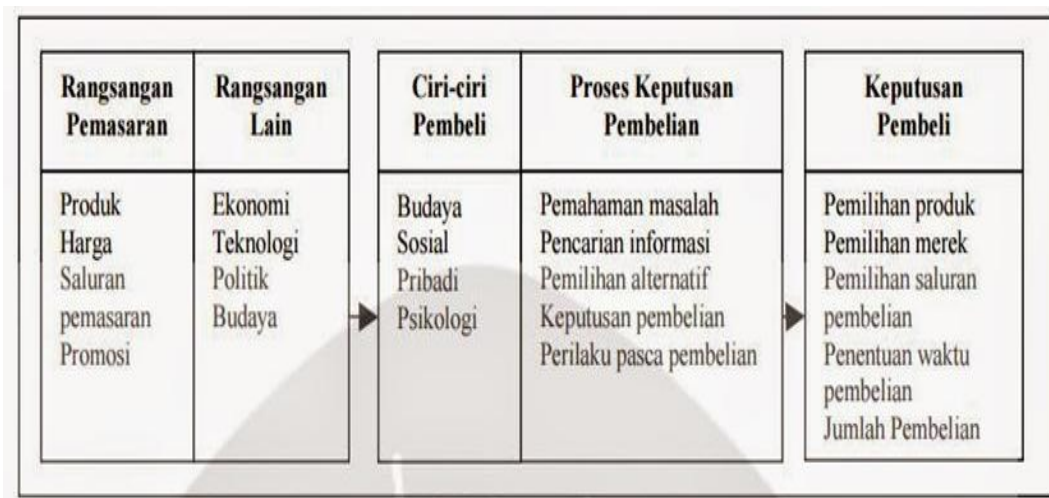 Rangsangan
Pemasaran
Produk
Harga
Saluran
pemasaran
Promosi
Rangsangan
Lain
Ekonomi
Teknologi
Politik
Budaya
Ciri-ciri
Pembeli
Budaya
Sosial
Pribadi
Psikologi
Proses Keputusan
Pembelian
Pemahaman masalah
Pencarian informasi
Pemilihan alternatif
Keputusan pembelian
Perilaku pasca pembelian
Keputusan
Pembeli
Pemilihan produk
Pemilihan merek
Pemilihan saluran
pembelian
Penentuan waktu
pembelian
Jumlah Pembelian